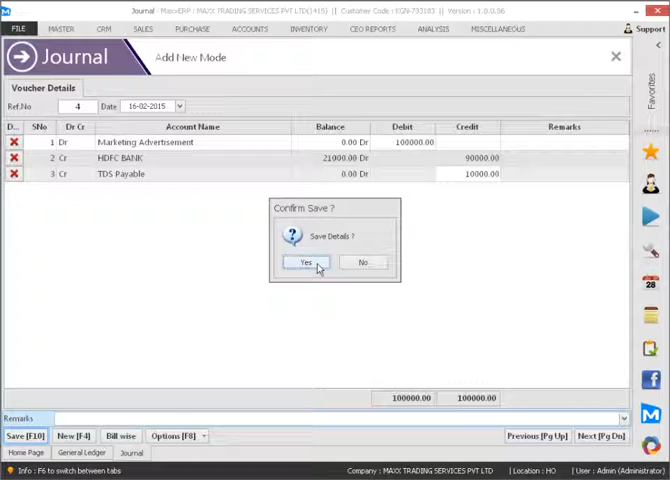 Journal - MaxxERP : MAXX TRADING SERVICES PVT LTD[1415] || Customer Code : KGN-733183 || Version : 1.0.0.86
FILE MASTER CRM SALES PURCHASE ACCOUNTS INVENTORY CEO REPORTS ANALYSIS MISCELLANEOUS Support
Journal Add New Mode
Voucher Details
Ref.No 4 Date 16-02-2015
D... SNo Dr Cr Account Name Balance Debit Credit Remarks
1 Dr Marketing Advertisement 0.00 Dr 100000.00
2 Cr HDFC BANK 21000.00 Dr 90000.00
3 Cr TDS Payable 0.00 Dr 10000.00
Confirm Save ?
Save Details ?
Yes No
100000.00 100000.00
Remarks
Save [F10] New [F4] Bill wise Options [F8] Previous [Pg Up] Next [Pg Dn]
Home Page General Ledger Journal
Info : F6 to switch between tabs Company : MAXX TRADING SERVICES PVT LTD Location : HO User : Admin (Administrator)
Favorites
28